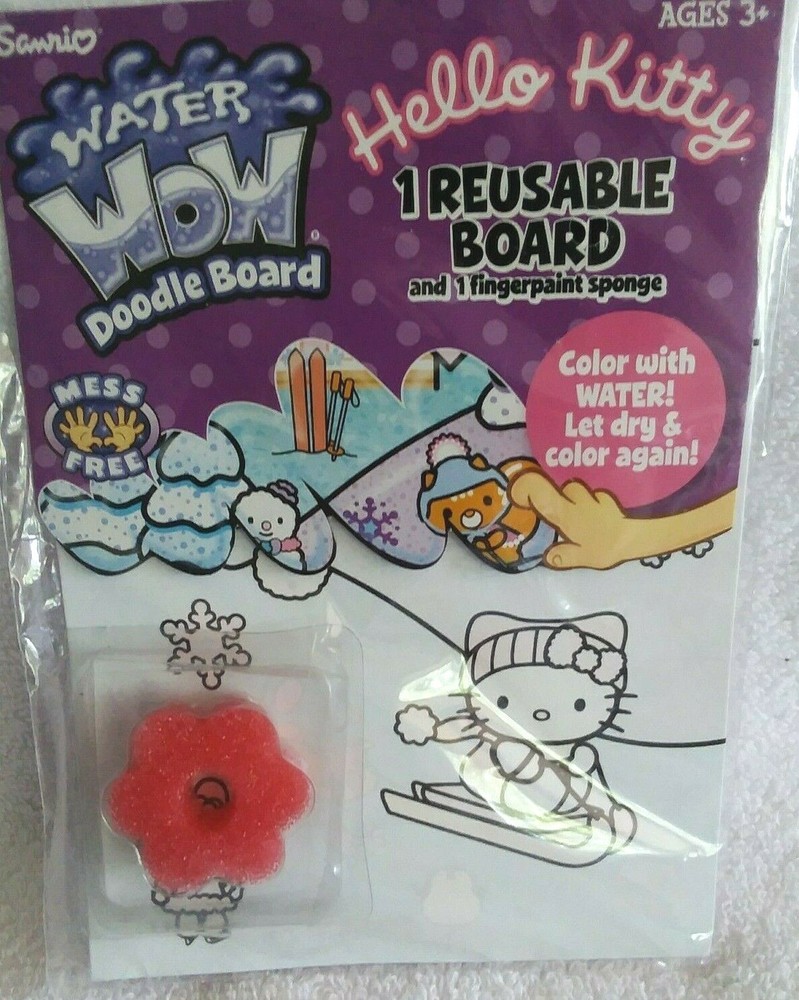 Sanrio
AGES 3+
WATER
WOW
®
Doodle Board
Hello Kitty
1 REUSABLE
BOARD
and 1 fingerpaint sponge
Color with
WATER!
Let dry &
color again!
MESS
FREE